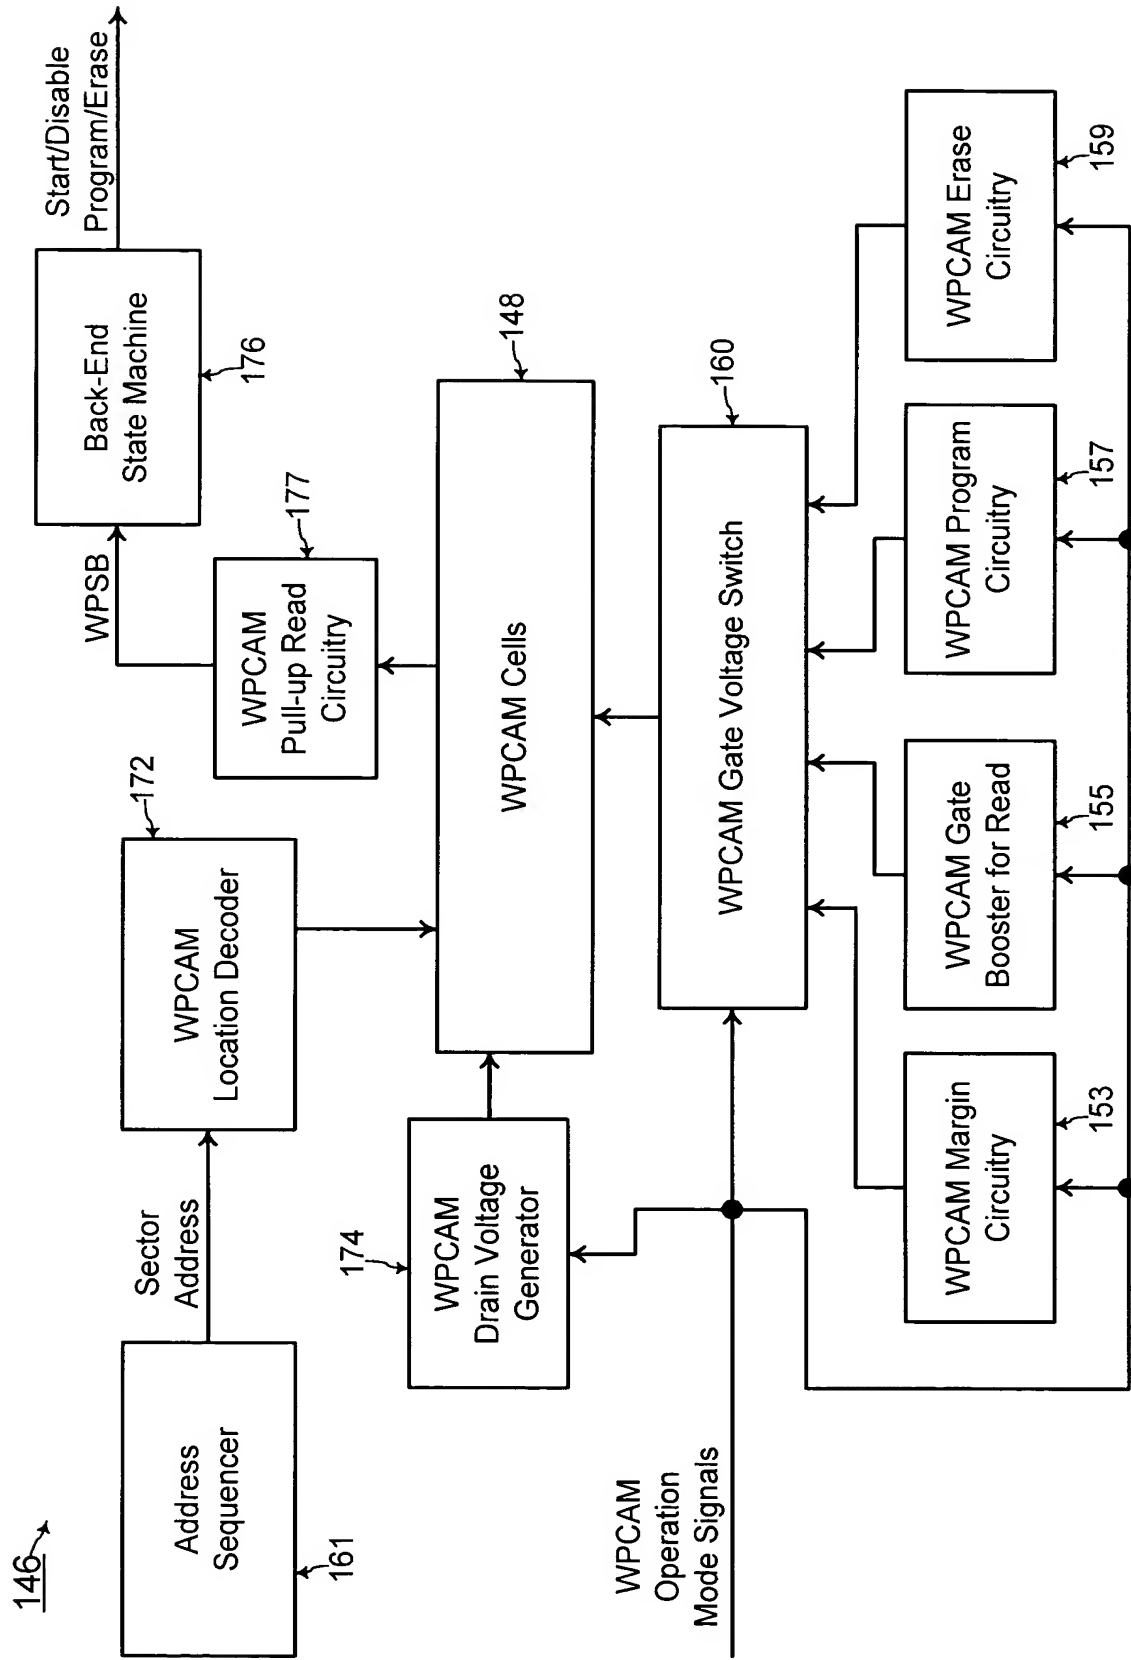 146
Address
Sequencer
161
Sector
Address
WPCAM
Location Decoder
172
WPCAM
Pull-up Read
Circuitry
177
WPSB
Back-End
State Machine
176
Start/Disable
Program/Erase
WPCAM
Drain Voltage
Generator
174
WPCAM Cells
148
WPCAM
Operation
Mode Signals
WPCAM Gate Voltage Switch
160
WPCAM Margin
Circuitry
153
WPCAM Gate
Booster for Read
155
WPCAM Program
Circuitry
157
WPCAM Erase
Circuitry
159